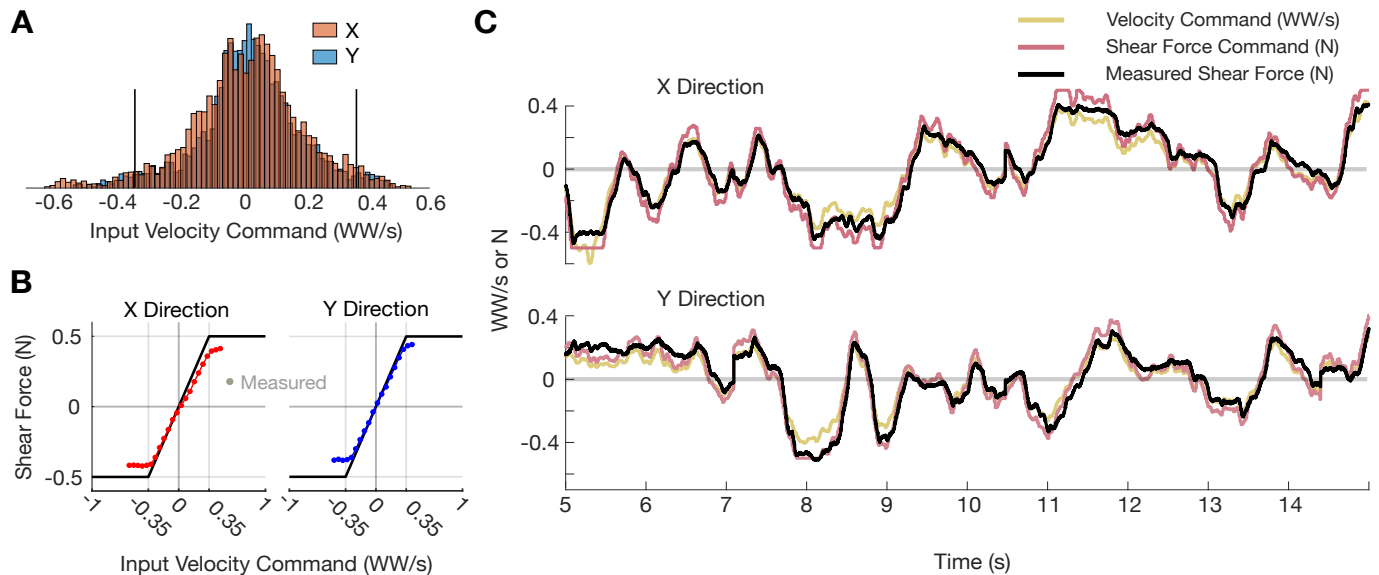 A
X
Y
-0.6
-0.4
-0.2
0
0.2
0.4
0.6
Input Velocity Command (WW/s)
B
X Direction
Y Direction
Shear Force (N)
0.5
0
-0.5
Measured
-1
-0.35
0
0.35
1
-1
-0.35
0
0.35
1
Input Velocity Command (WW/s)
C
Velocity Command (WW/s)
Shear Force Command (N)
Measured Shear Force (N)
X Direction
0.4
0
-0.4
WW/s or N
Y Direction
0.4
0
-0.4
5
6
7
8
9
10
11
12
13
14
Time (s)